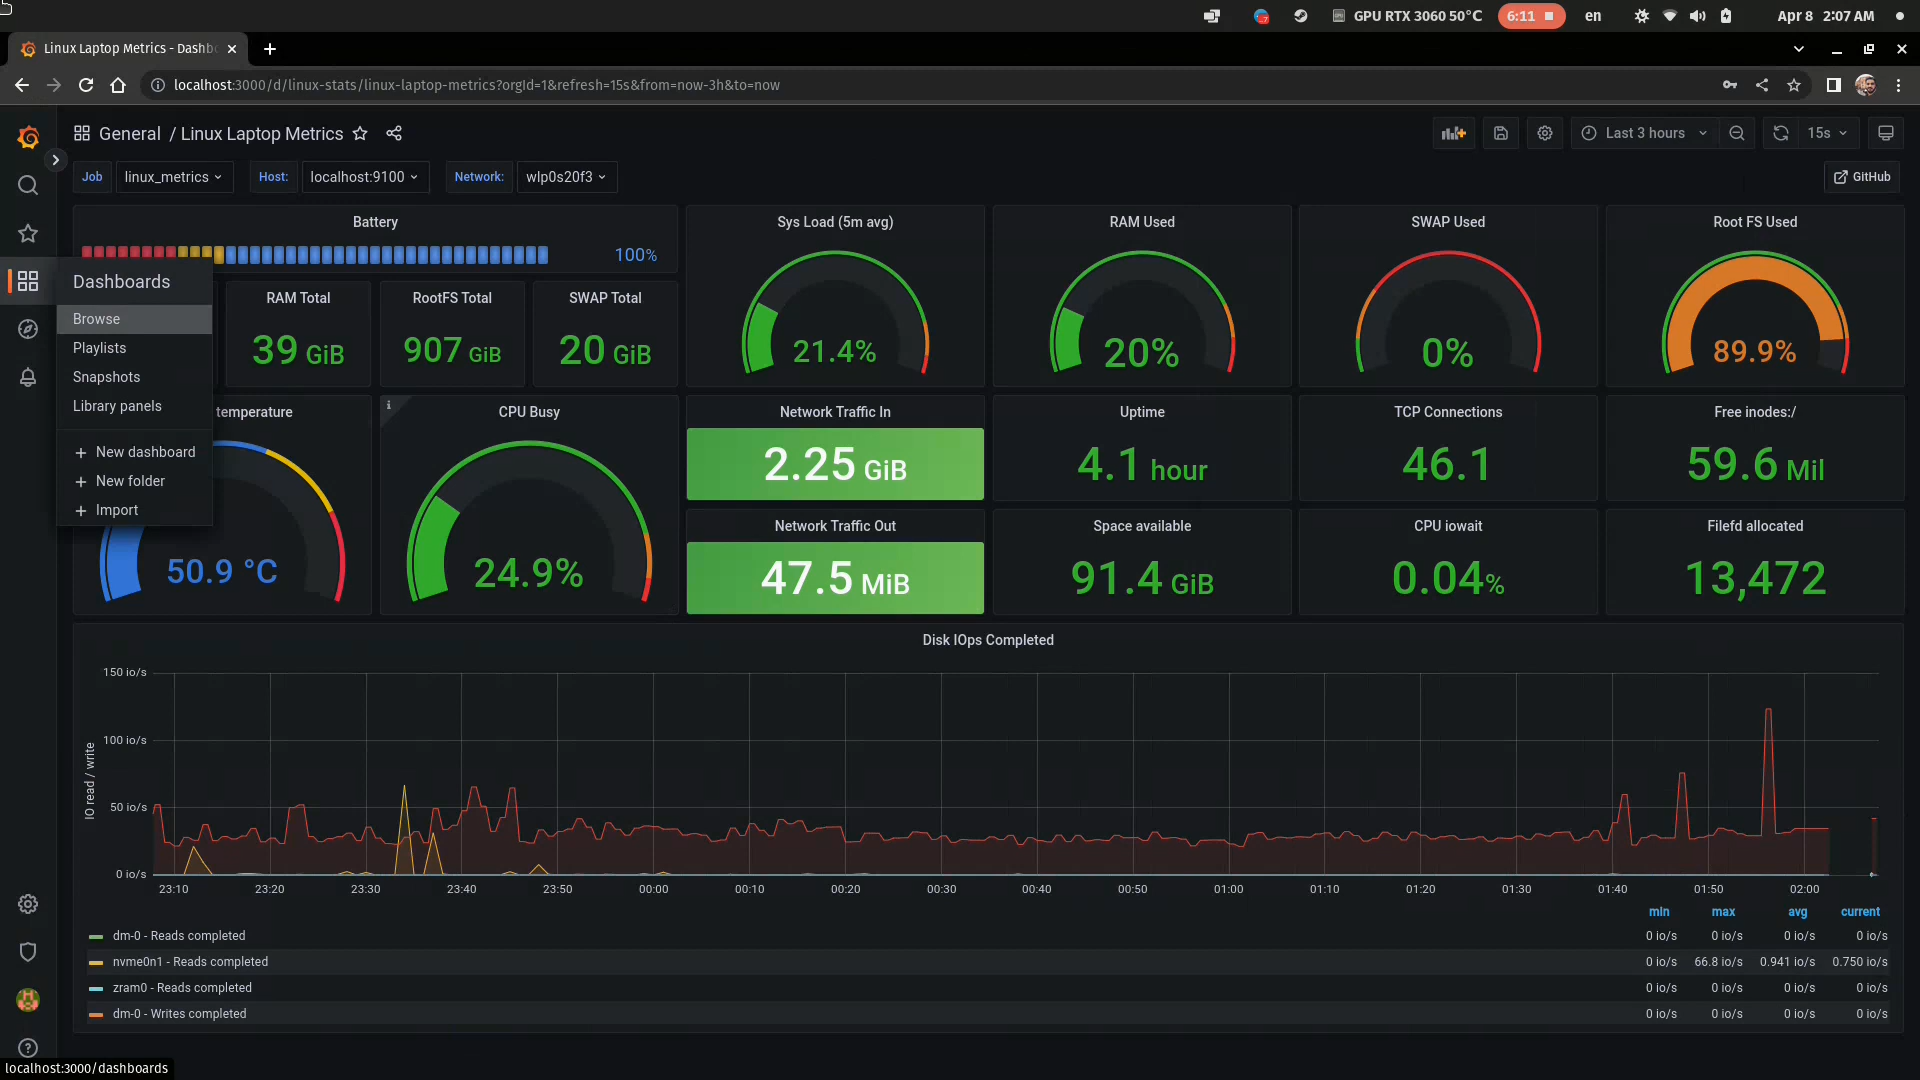 GPU RTX 3060 50°C
6:11
en
Apr 8 2:07 AM
Linux Laptop Metrics - Dashb
localhost:3000/d/linux-stats/linux-laptop-metrics?orgId=1&refresh=15s&from=now-3h&to=now
General / Linux Laptop Metrics
Last 3 hours
15s
Job
linux_metrics
Host:
localhost:9100
Network:
wlp0s20f3
GitHub
Battery
100%
Sys Load (5m avg)
21.4%
RAM Used
20%
SWAP Used
0%
Root FS Used
89.9%
Dashboards
Browse
Playlists
Snapshots
Library panels
New dashboard
New folder
Import
RAM Total
39 GiB
RootFS Total
907 GiB
SWAP Total
20 GiB
temperature
50.9 °C
CPU Busy
24.9%
Network Traffic In
2.25 GiB
Uptime
4.1 hour
TCP Connections
46.1
Free inodes:/
59.6 Mil
Network Traffic Out
47.5 MiB
Space available
91.4 GiB
CPU iowait
0.04%
Filefd allocated
13,472
Disk IOps Completed
IO read / write
150 io/s
100 io/s
50 io/s
0 io/s
23:10 23:20 23:30 23:40 23:50 00:00 00:10 00:20 00:30 00:40 00:50 01:00 01:10 01:20 01:30 01:40 01:50 02:00
min max avg current
dm-0 - Reads completed 0 io/s 0 io/s 0 io/s 0 io/s
nvme0n1 - Reads completed 0 io/s 66.8 io/s 0.941 io/s 0.750 io/s
zram0 - Reads completed 0 io/s 0 io/s 0 io/s 0 io/s
dm-0 - Writes completed 0 io/s 0 io/s 0 io/s 0 io/s
localhost:3000/dashboards